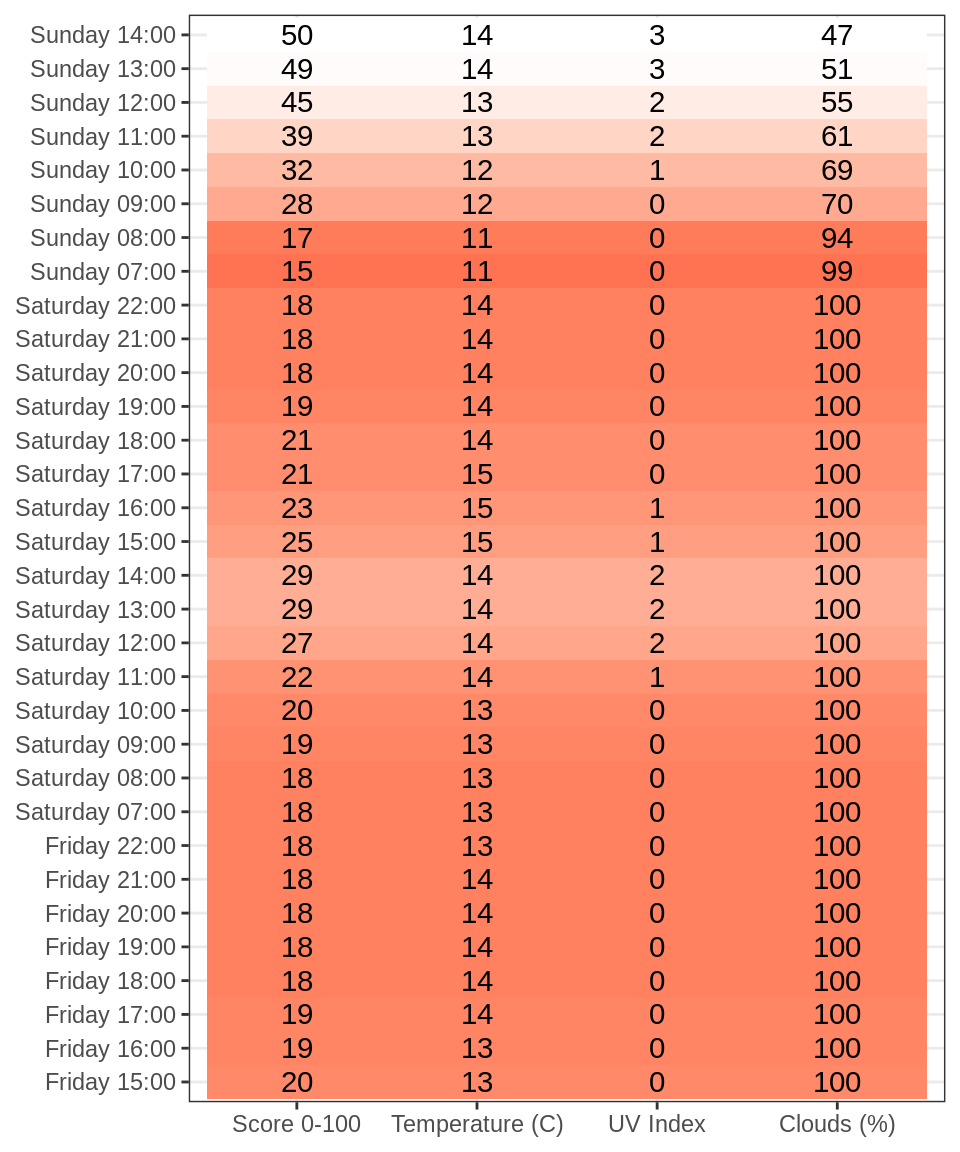 Sunday 14:00 50 14 3 47
Sunday 13:00 49 14 3 51
Sunday 12:00 45 13 2 55
Sunday 11:00 39 13 2 61
Sunday 10:00 32 12 1 69
Sunday 09:00 28 12 0 70
Sunday 08:00 17 11 0 94
Sunday 07:00 15 11 0 99
Saturday 22:00 18 14 0 100
Saturday 21:00 18 14 0 100
Saturday 20:00 18 14 0 100
Saturday 19:00 19 14 0 100
Saturday 18:00 21 14 0 100
Saturday 17:00 21 15 0 100
Saturday 16:00 23 15 1 100
Saturday 15:00 25 15 1 100
Saturday 14:00 29 14 2 100
Saturday 13:00 29 14 2 100
Saturday 12:00 27 14 2 100
Saturday 11:00 22 14 1 100
Saturday 10:00 20 13 0 100
Saturday 09:00 19 13 0 100
Saturday 08:00 18 13 0 100
Saturday 07:00 18 13 0 100
Friday 22:00 18 13 0 100
Friday 21:00 18 14 0 100
Friday 20:00 18 14 0 100
Friday 19:00 18 14 0 100
Friday 18:00 18 14 0 100
Friday 17:00 19 14 0 100
Friday 16:00 19 13 0 100
Friday 15:00 20 13 0 100
Score 0-100 Temperature (C) UV Index Clouds (%)